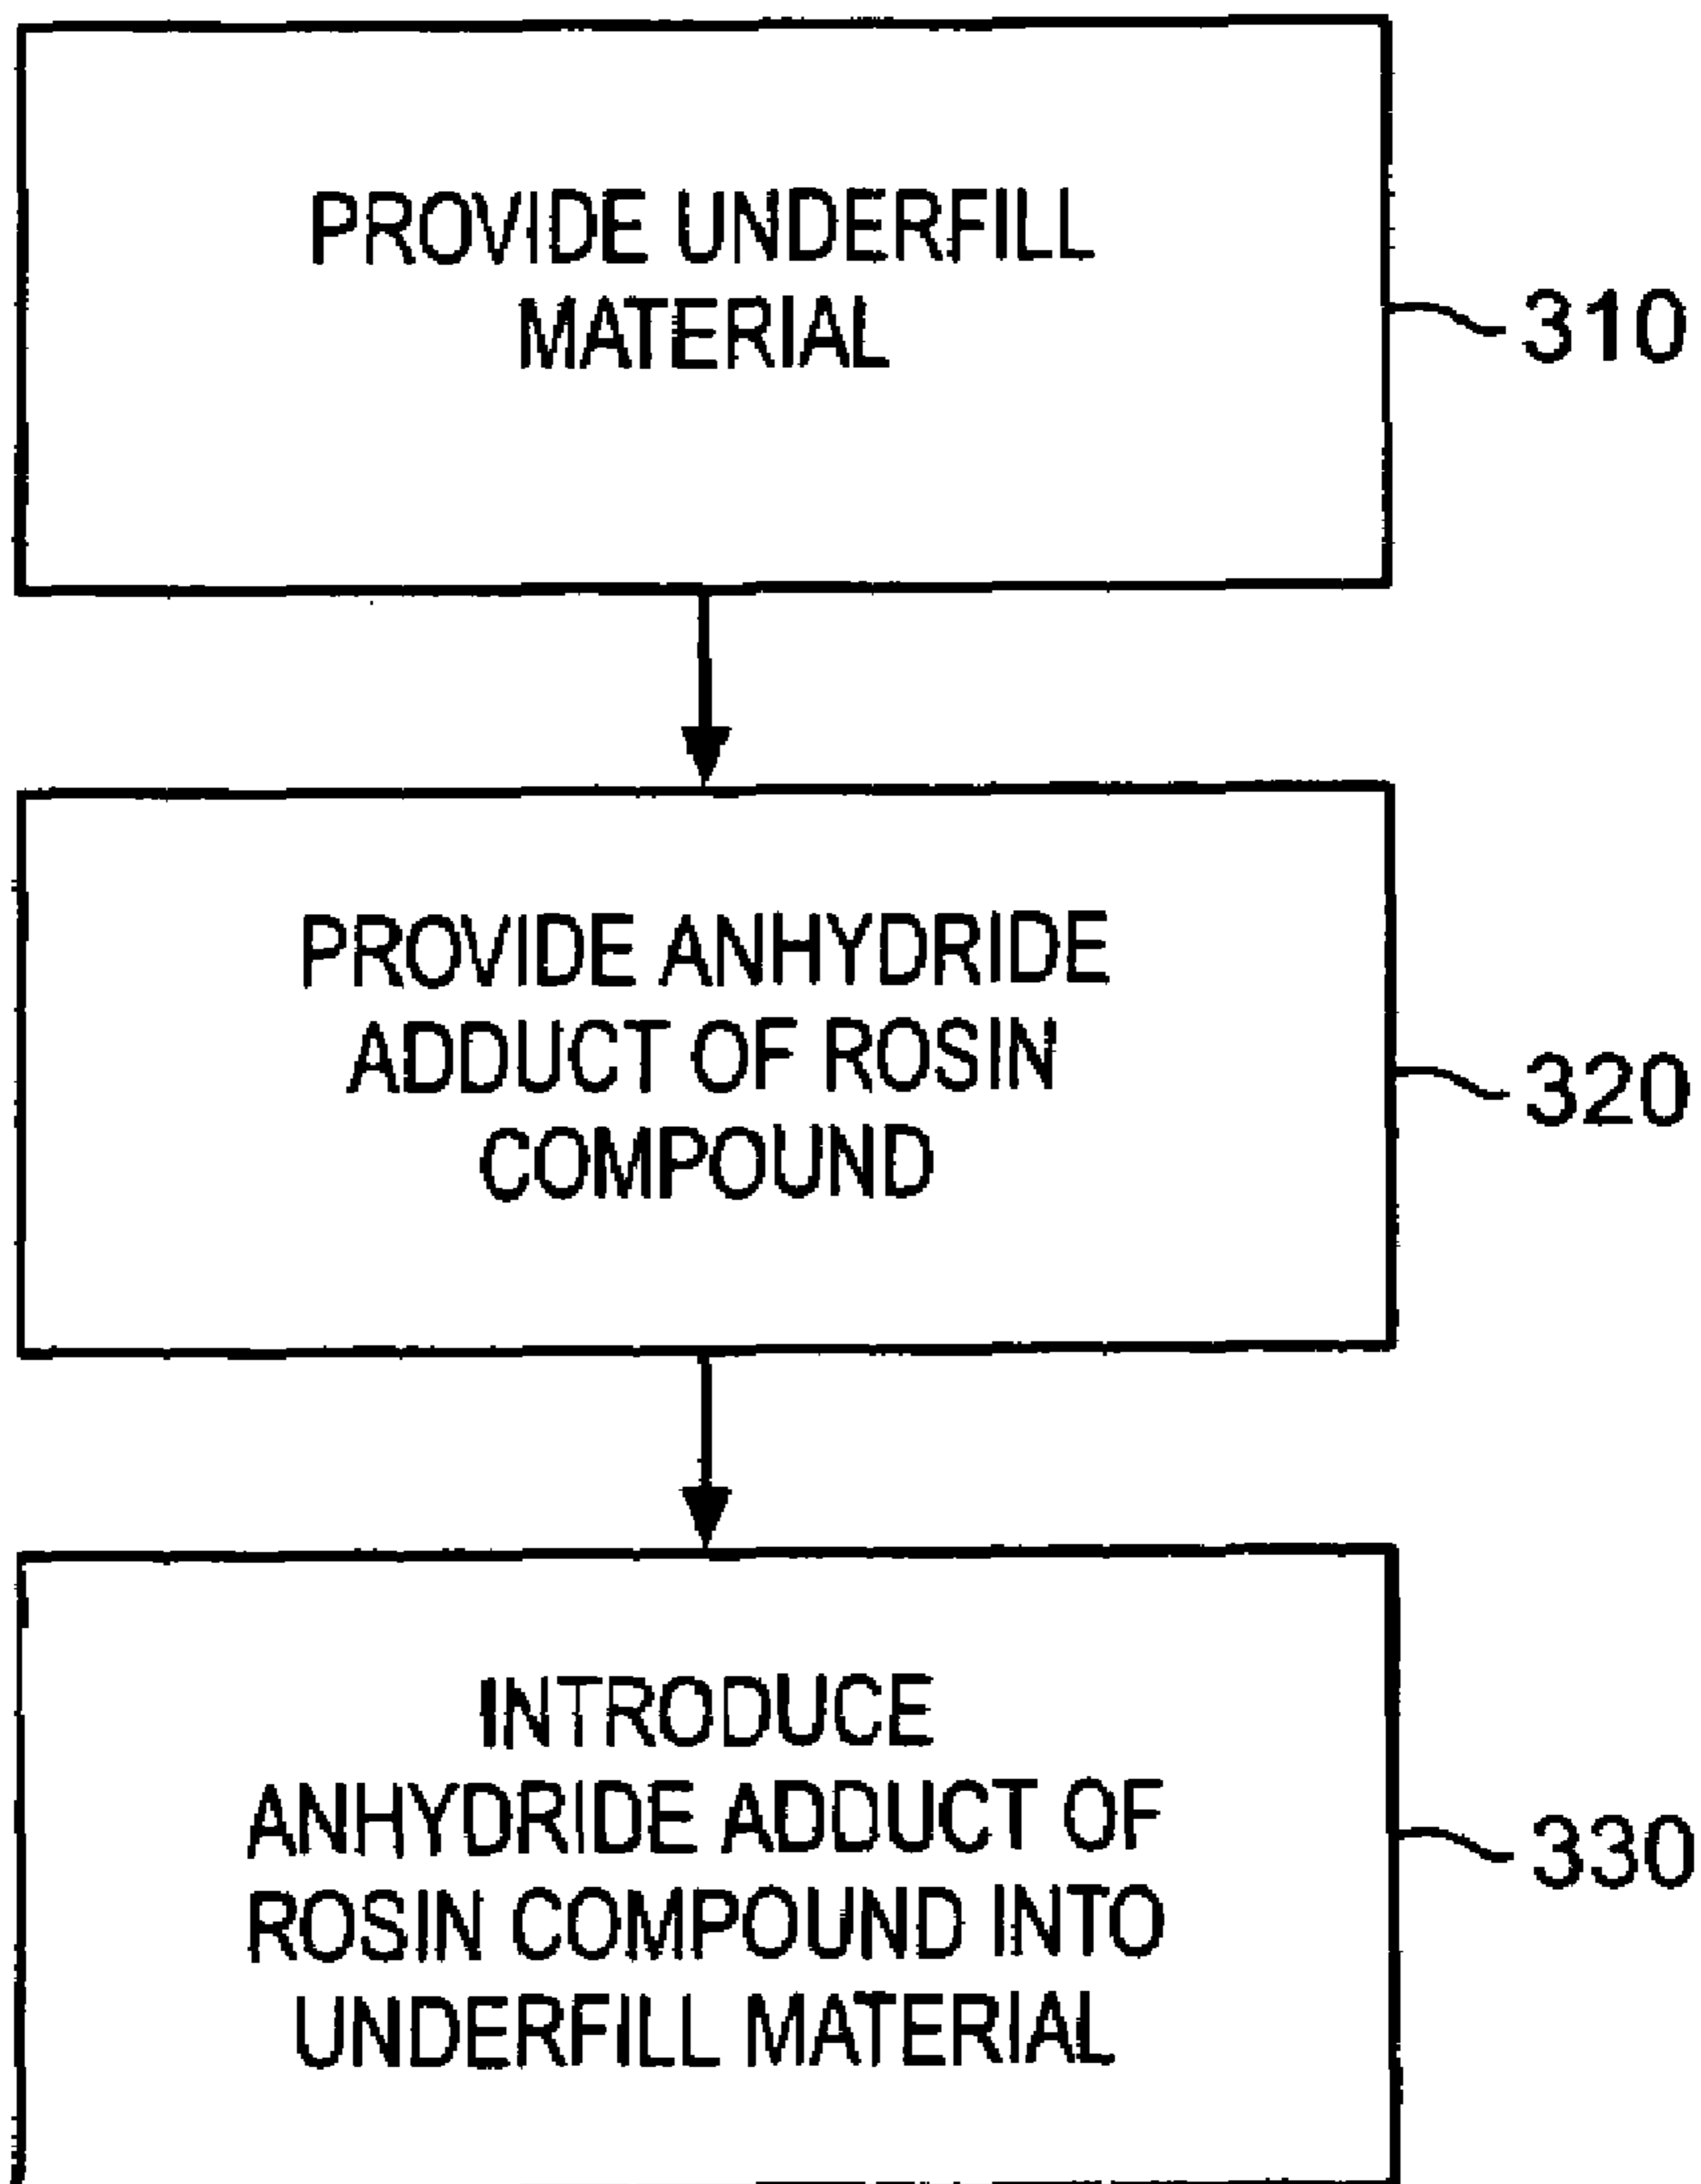 PROVIDE UNDERFILL
MATERIAL
310
PROVIDE ANHYDRIDE
ADDUCT OF ROSIN
COMPOUND
320
INTRODUCE
ANHYDRIDE ADDUCT OF
ROSIN COMPOUND INTO
UNDERFILL MATERIAL
330